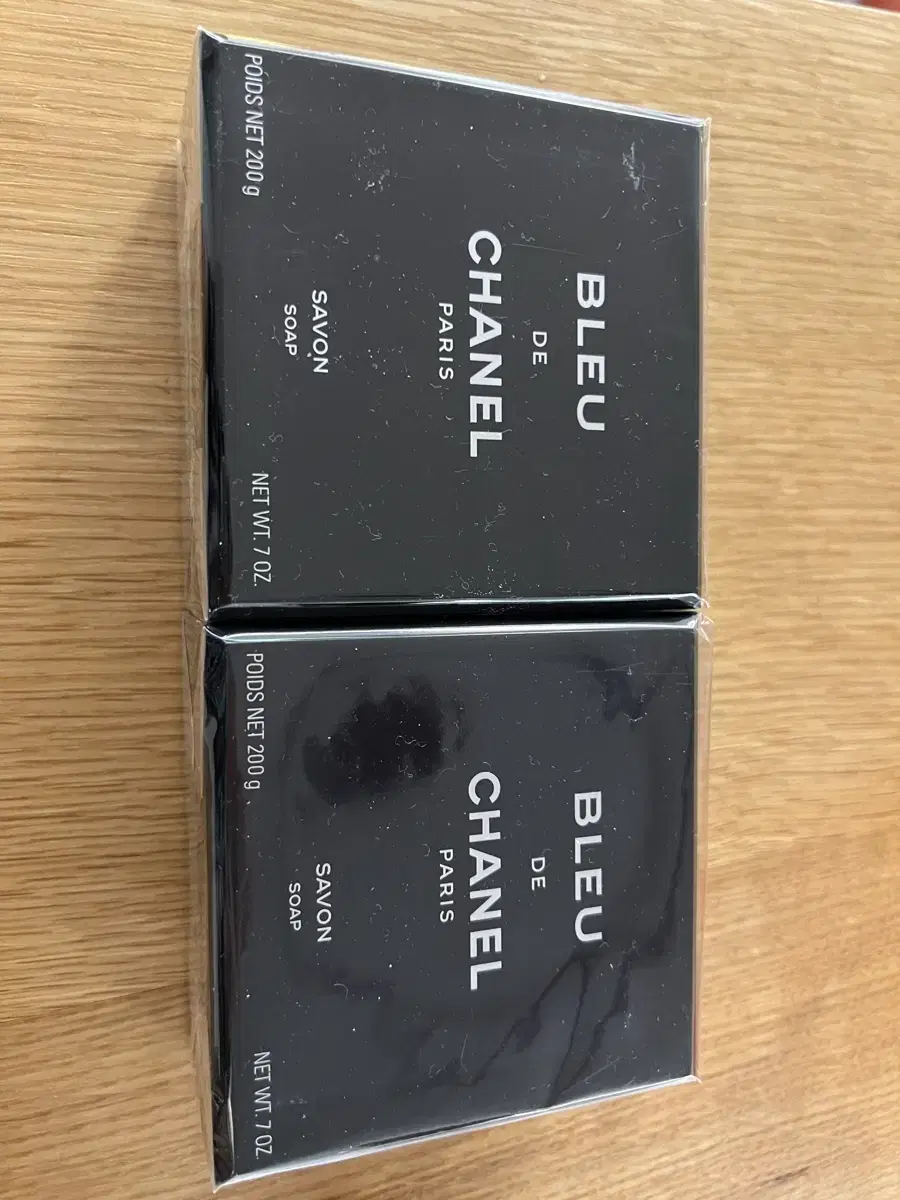 BLEU
DE
CHANEL
PARIS
SAVON
SOAP
POIDS NET 200 g
NET WT. 7 OZ.
BLEU
DE
CHANEL
PARIS
SAVON
SOAP
POIDS NET 200 g
NET WT. 7 OZ.